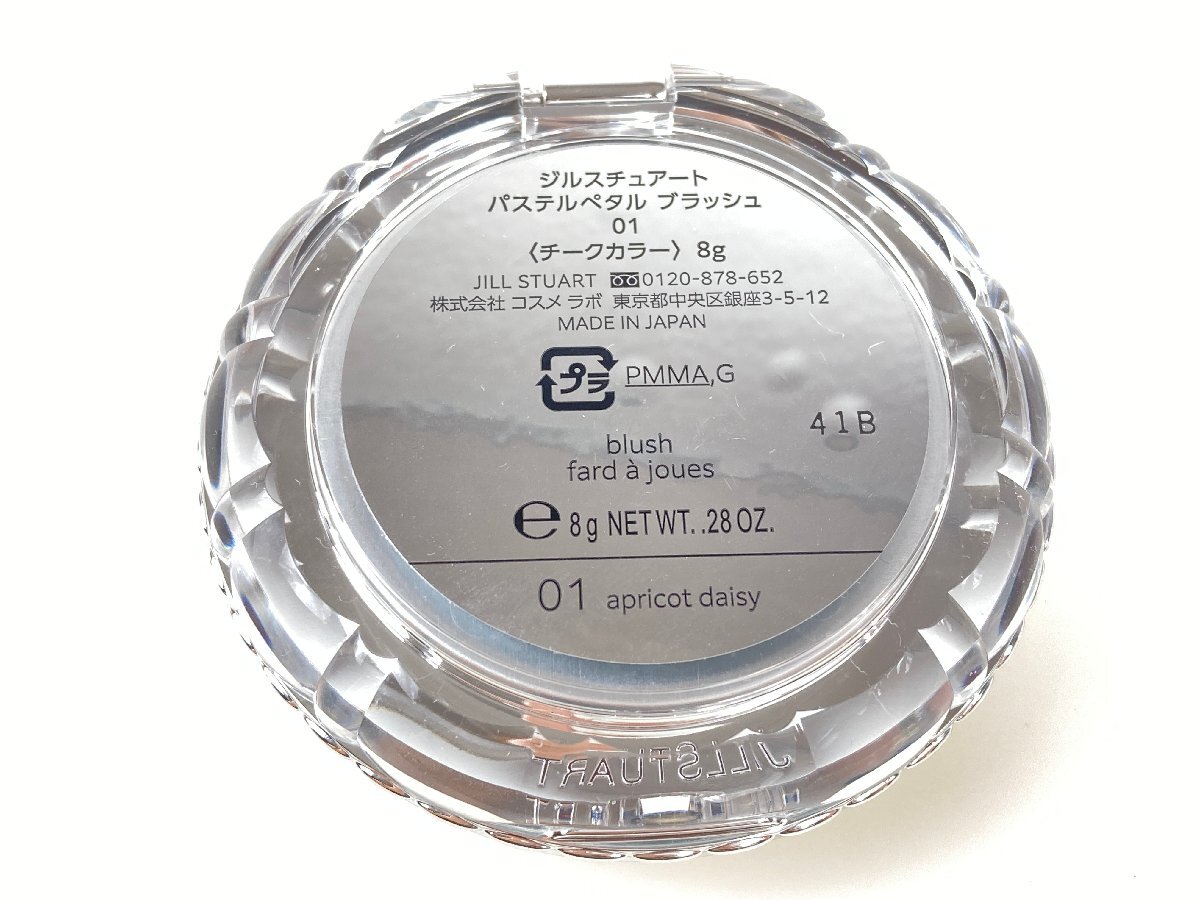 ジルスチュアート
パステルペタル ブラッシュ
01
〈チークカラー〉 8g
JILL STUART 0120-878-652
株式会社 コスメ ラボ 東京都中央区銀座3-5-12
MADE IN JAPAN
プラ PMMA,G
41B
blush
fard à joues
℮ 8g NET WT. .28 OZ.
01 apricot daisy
JILLSTUART